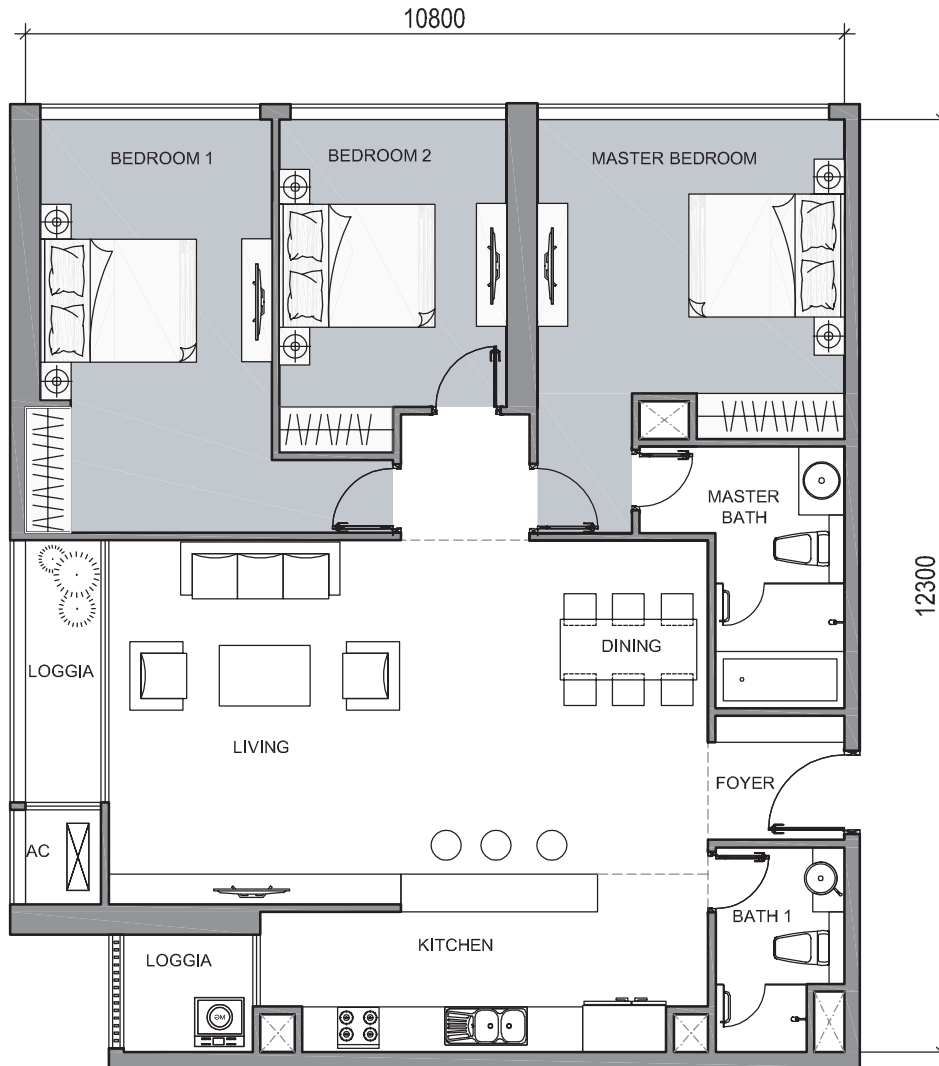 10800
BEDROOM 1
BEDROOM 2
MASTER BEDROOM
MASTER
BATH
12300
LOGGIA
DINING
LIVING
FOYER
AC
BATH 1
KITCHEN
LOGGIA